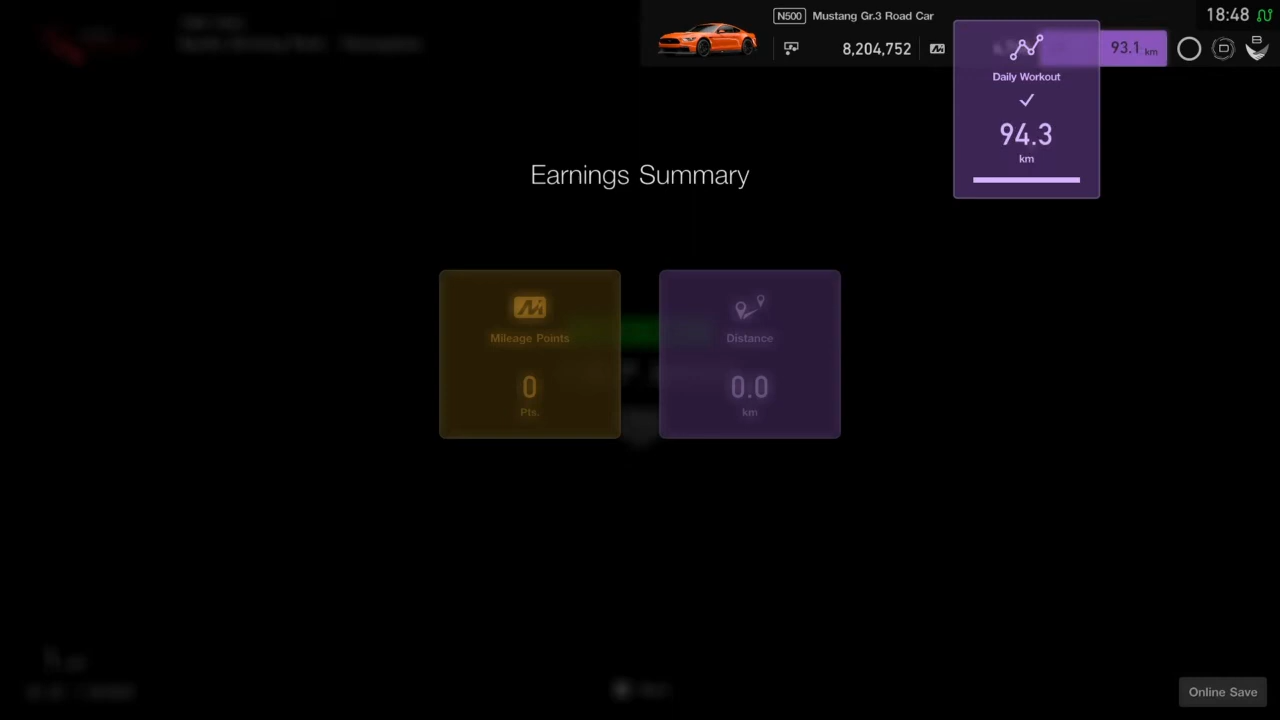 N500 Mustang Gr.3 Road Car
18:48
8,204,752
93.1 km
Daily Workout
94.3
km
Earnings Summary
Mileage Points
0
Pts.
Distance
0.0
km
Online Save